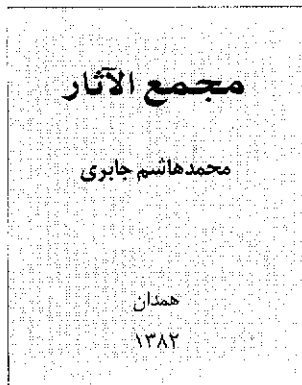 مجمع الآثار
محمدهاشم جابری
همدان
۱۳۸۲